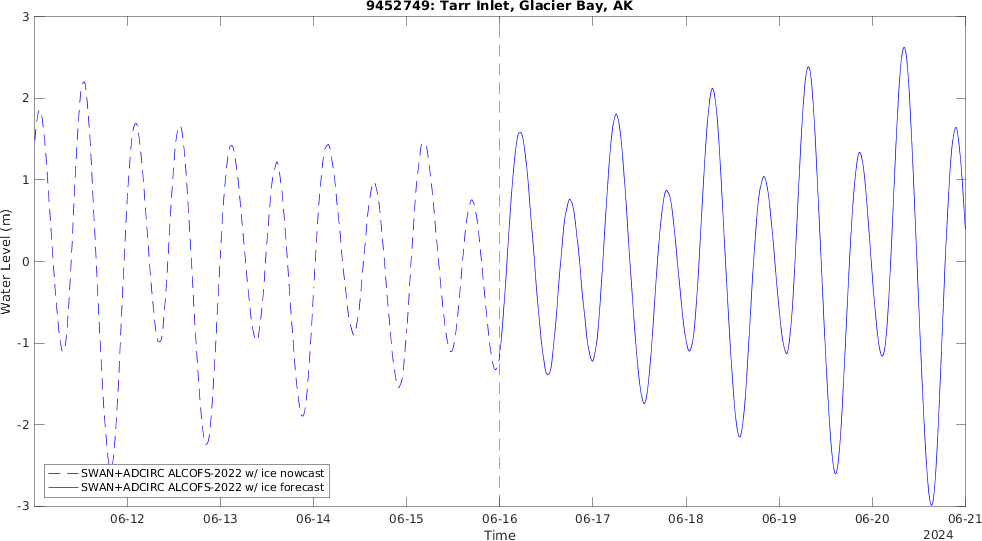 9452749: Tarr Inlet, Glacier Bay, AK
3
2
1
0
-1
-2
-3
Water Level (m)
SWAN+ADCIRC ALCOFS-2022 w/ ice nowcast
SWAN+ADCIRC ALCOFS-2022 w/ ice forecast
06-12 06-13 06-14 06-15 06-16 06-17 06-18 06-19 06-20 06-21
Time
2024